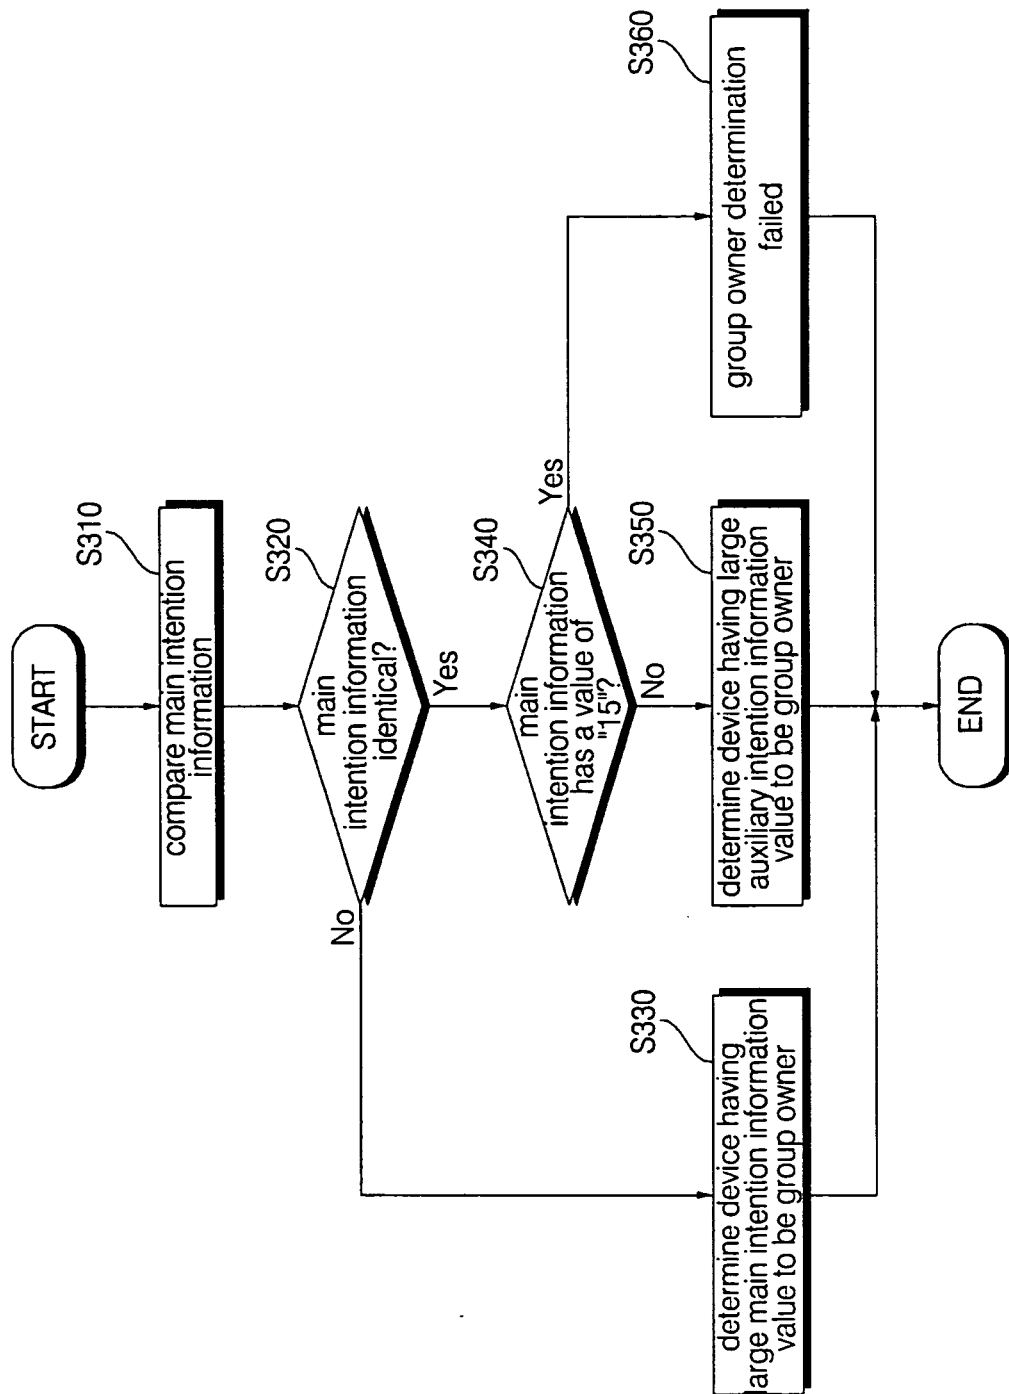 START
S310
compare main intention
information
S320
main
intention information
identical?
No
Yes
S340
main
intention information
has a value of
"15"?
Yes
No
S330
determine device having
large main intention information
value to be group owner
S350
determine device having large
auxiliary intention information
value to be group owner
S360
group owner determination
failed
END